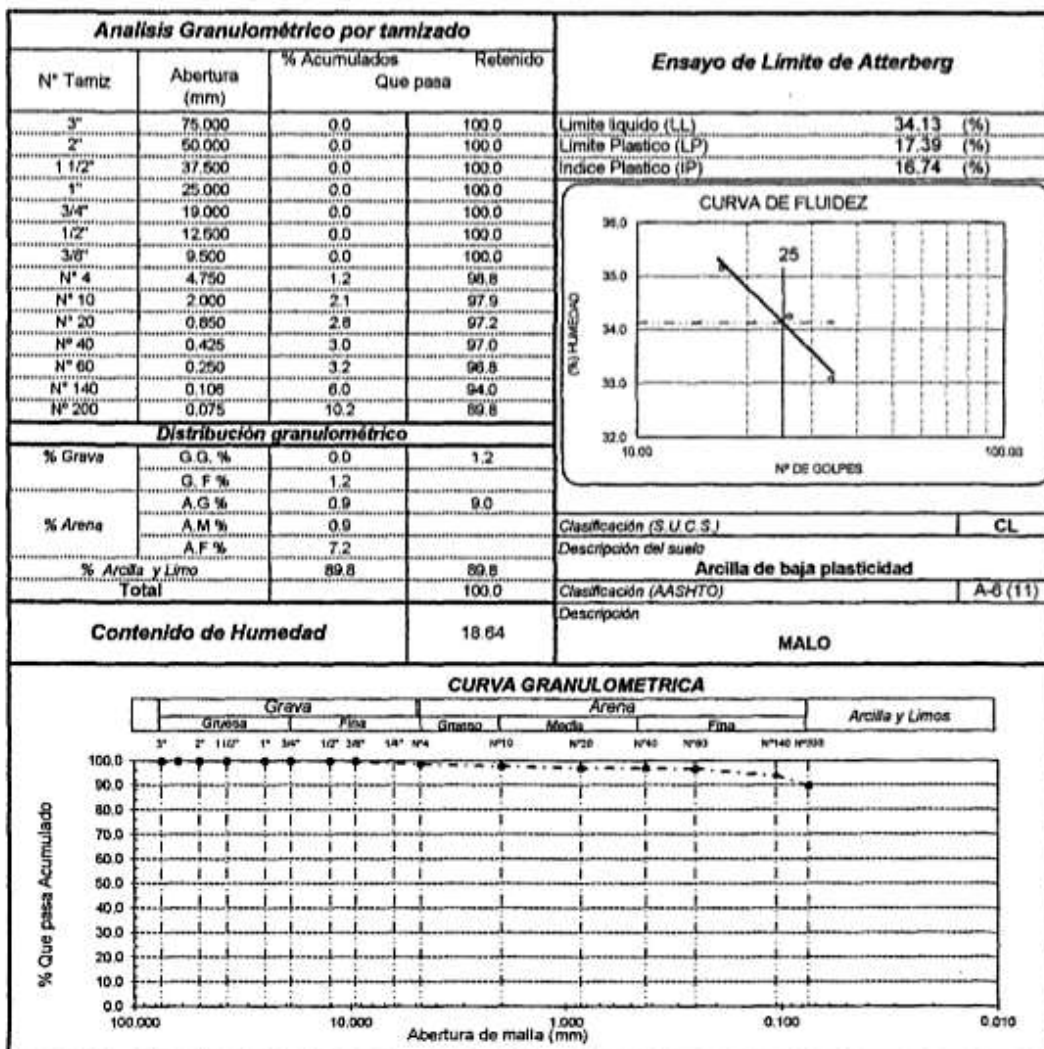 Analisis Granulométrico por tamizado
N° Tamiz Abertura (mm) % Acumulados Retenido Que pasa
3" 75.000 0.0 100.0
2" 50.000 0.0 100.0
1 1/2" 37.500 0.0 100.0
1" 25.000 0.0 100.0
3/4" 19.000 0.0 100.0
1/2" 12.500 0.0 100.0
3/8" 9.500 0.0 100.0
N° 4 4.750 1.2 98.8
N° 10 2.000 2.1 97.9
N° 20 0.850 2.8 97.2
N° 40 0.425 3.0 97.0
N° 60 0.250 3.2 96.8
N° 140 0.106 6.0 94.0
N° 200 0.075 10.2 89.8
Distribución granulométrico
% Grava G.G. % 0.0 1.2
G. F % 1.2
% Arena A.G % 0.9 9.0
A.M % 0.9
A.F % 7.2
% Arcilla y Limo 89.8 89.8
Total 100.0
Contenido de Humedad 18.64
Ensayo de Límite de Atterberg
Limite liquido (LL) 34.13 (%)
Límite Plastico (LP) 17.39 (%)
Indice Plastico (IP) 16.74 (%)
CURVA DE FLUIDEZ
(%) HUMEDAD
36.0
35.0
34.0
33.0
32.0
25
10.00 100.00
N° DE GOLPES
Clasificación (S.U.C.S.) CL
Descripción del suelo
Arcilla de baja plasticidad
Clasificación (AASHTO) A-6 (11)
Descripción
MALO
CURVA GRANULOMETRICA
Grava Arena Arcilla y Limos
Gruesa Fina Grueso Media Fina
3" 2" 1 1/2" 1" 3/4" 1/2" 3/8" 1/4" N°4 N°10 N°20 N°40 N°60 N°140 N°200
% Que pasa Acumulado
100.0
90.0
80.0
70.0
60.0
50.0
40.0
30.0
20.0
10.0
0.0
100.000 10.000 1.000 0.100 0.010
Abertura de malla (mm)